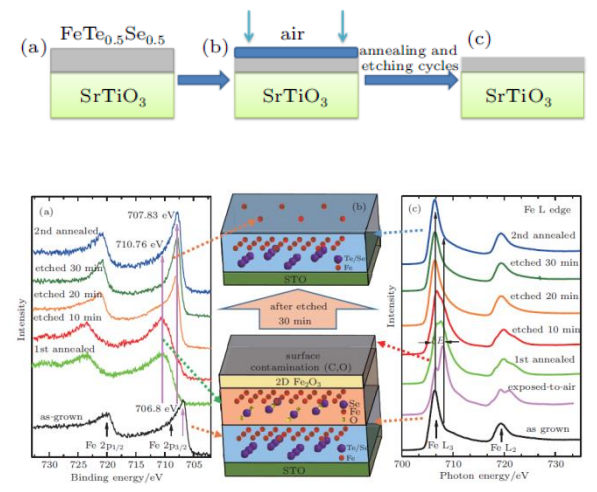 (a) FeTe₀.₅Se₀.₅
SrTiO₃
(b) air
SrTiO₃
annealing and
etching cycles
(c)
SrTiO₃
(a)
707.83 eV
2nd annealed
710.76 eV
etched 30 min
etched 20 min
etched 10 min
1st annealed
706.8 eV
as-grown
Fe 2p₁/₂
Fe 2p₃/₂
Intensity
730 725 720 715 710 705
Binding energy/eV
(b)
Te/Se
Fe
STO
after etched
30 min
surface
contamination (C,O)
2D Fe₂O₃
Se
Fe
O
Te/Se
Fe
STO
(c)
Fe L edge
2nd annealed
etched 30 min
etched 20 min
etched 10 min
1st annealed
exposed-to-air
as grown
Fe L₃
Fe L₂
Intensity
700 710 720 730
Photon energy/eV